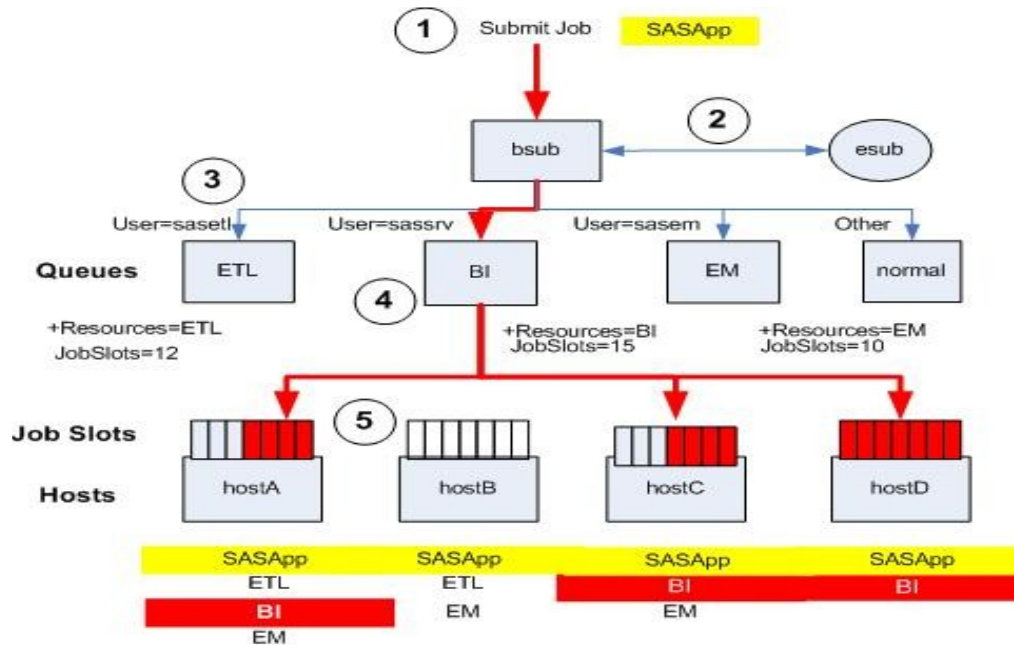 1 Submit Job SASApp
bsub 2 esub
3
User=sasetl User=sassrv User=sasem Other
Queues ETL BI EM normal
4
+Resources=ETL +Resources=BI +Resources=EM
JobSlots=12 JobSlots=15 JobSlots=10
Job Slots 5
Hosts hostA hostB hostC hostD
SASApp SASApp SASApp SASApp
ETL ETL BI BI
BI EM EM
EM